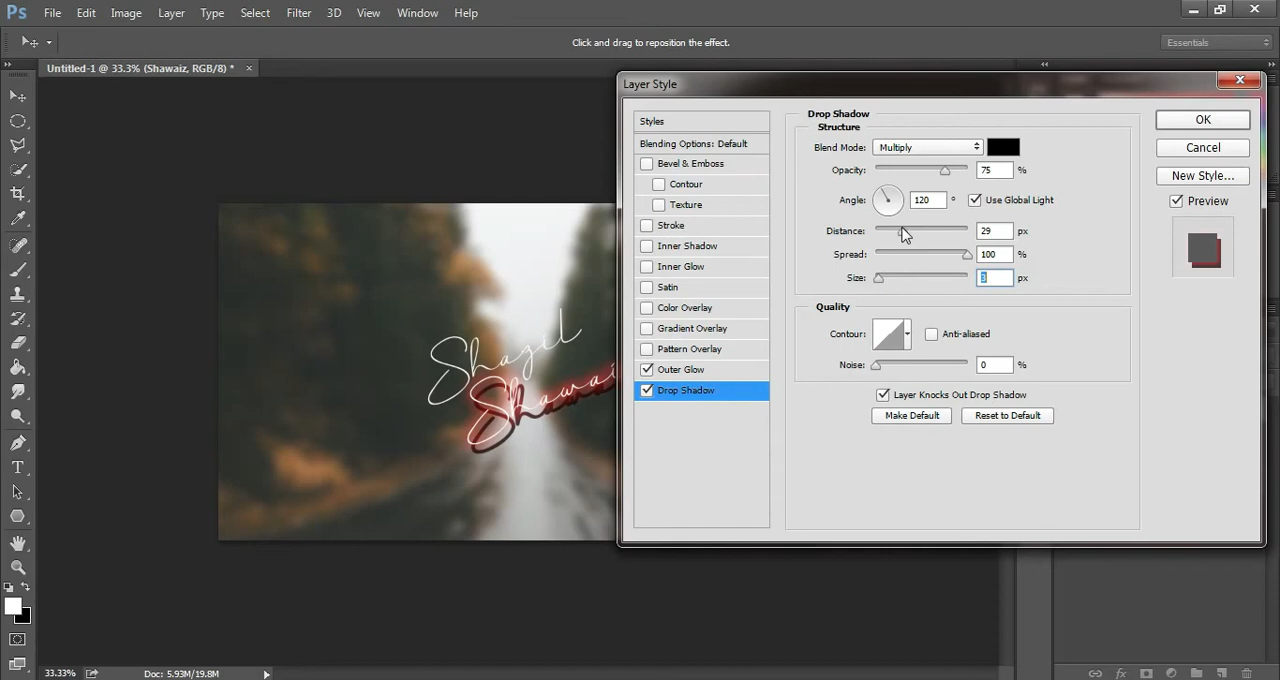 Ps File Edit Image Layer Type Select Filter 3D View Window Help
Click and drag to reposition the effect.
Essentials
Untitled-1 @ 33.3% (Shawaiz, RGB/8) * ×
Layer Style
Styles
Blending Options: Default
Bevel & Emboss
Contour
Texture
Stroke
Inner Shadow
Inner Glow
Satin
Color Overlay
Gradient Overlay
Pattern Overlay
Outer Glow
Drop Shadow
Drop Shadow
Structure
Blend Mode: Multiply
Opacity: 75 %
Angle: 120 ° Use Global Light
Distance: 29 px
Spread: 100 %
Size: 3 px
Quality
Contour: Anti-aliased
Noise: 0 %
Layer Knocks Out Drop Shadow
Make Default Reset to Default
OK
Cancel
New Style...
Preview
Shazil
Shawai
T
fx
33.33% Doc: 5.93M/19.8M